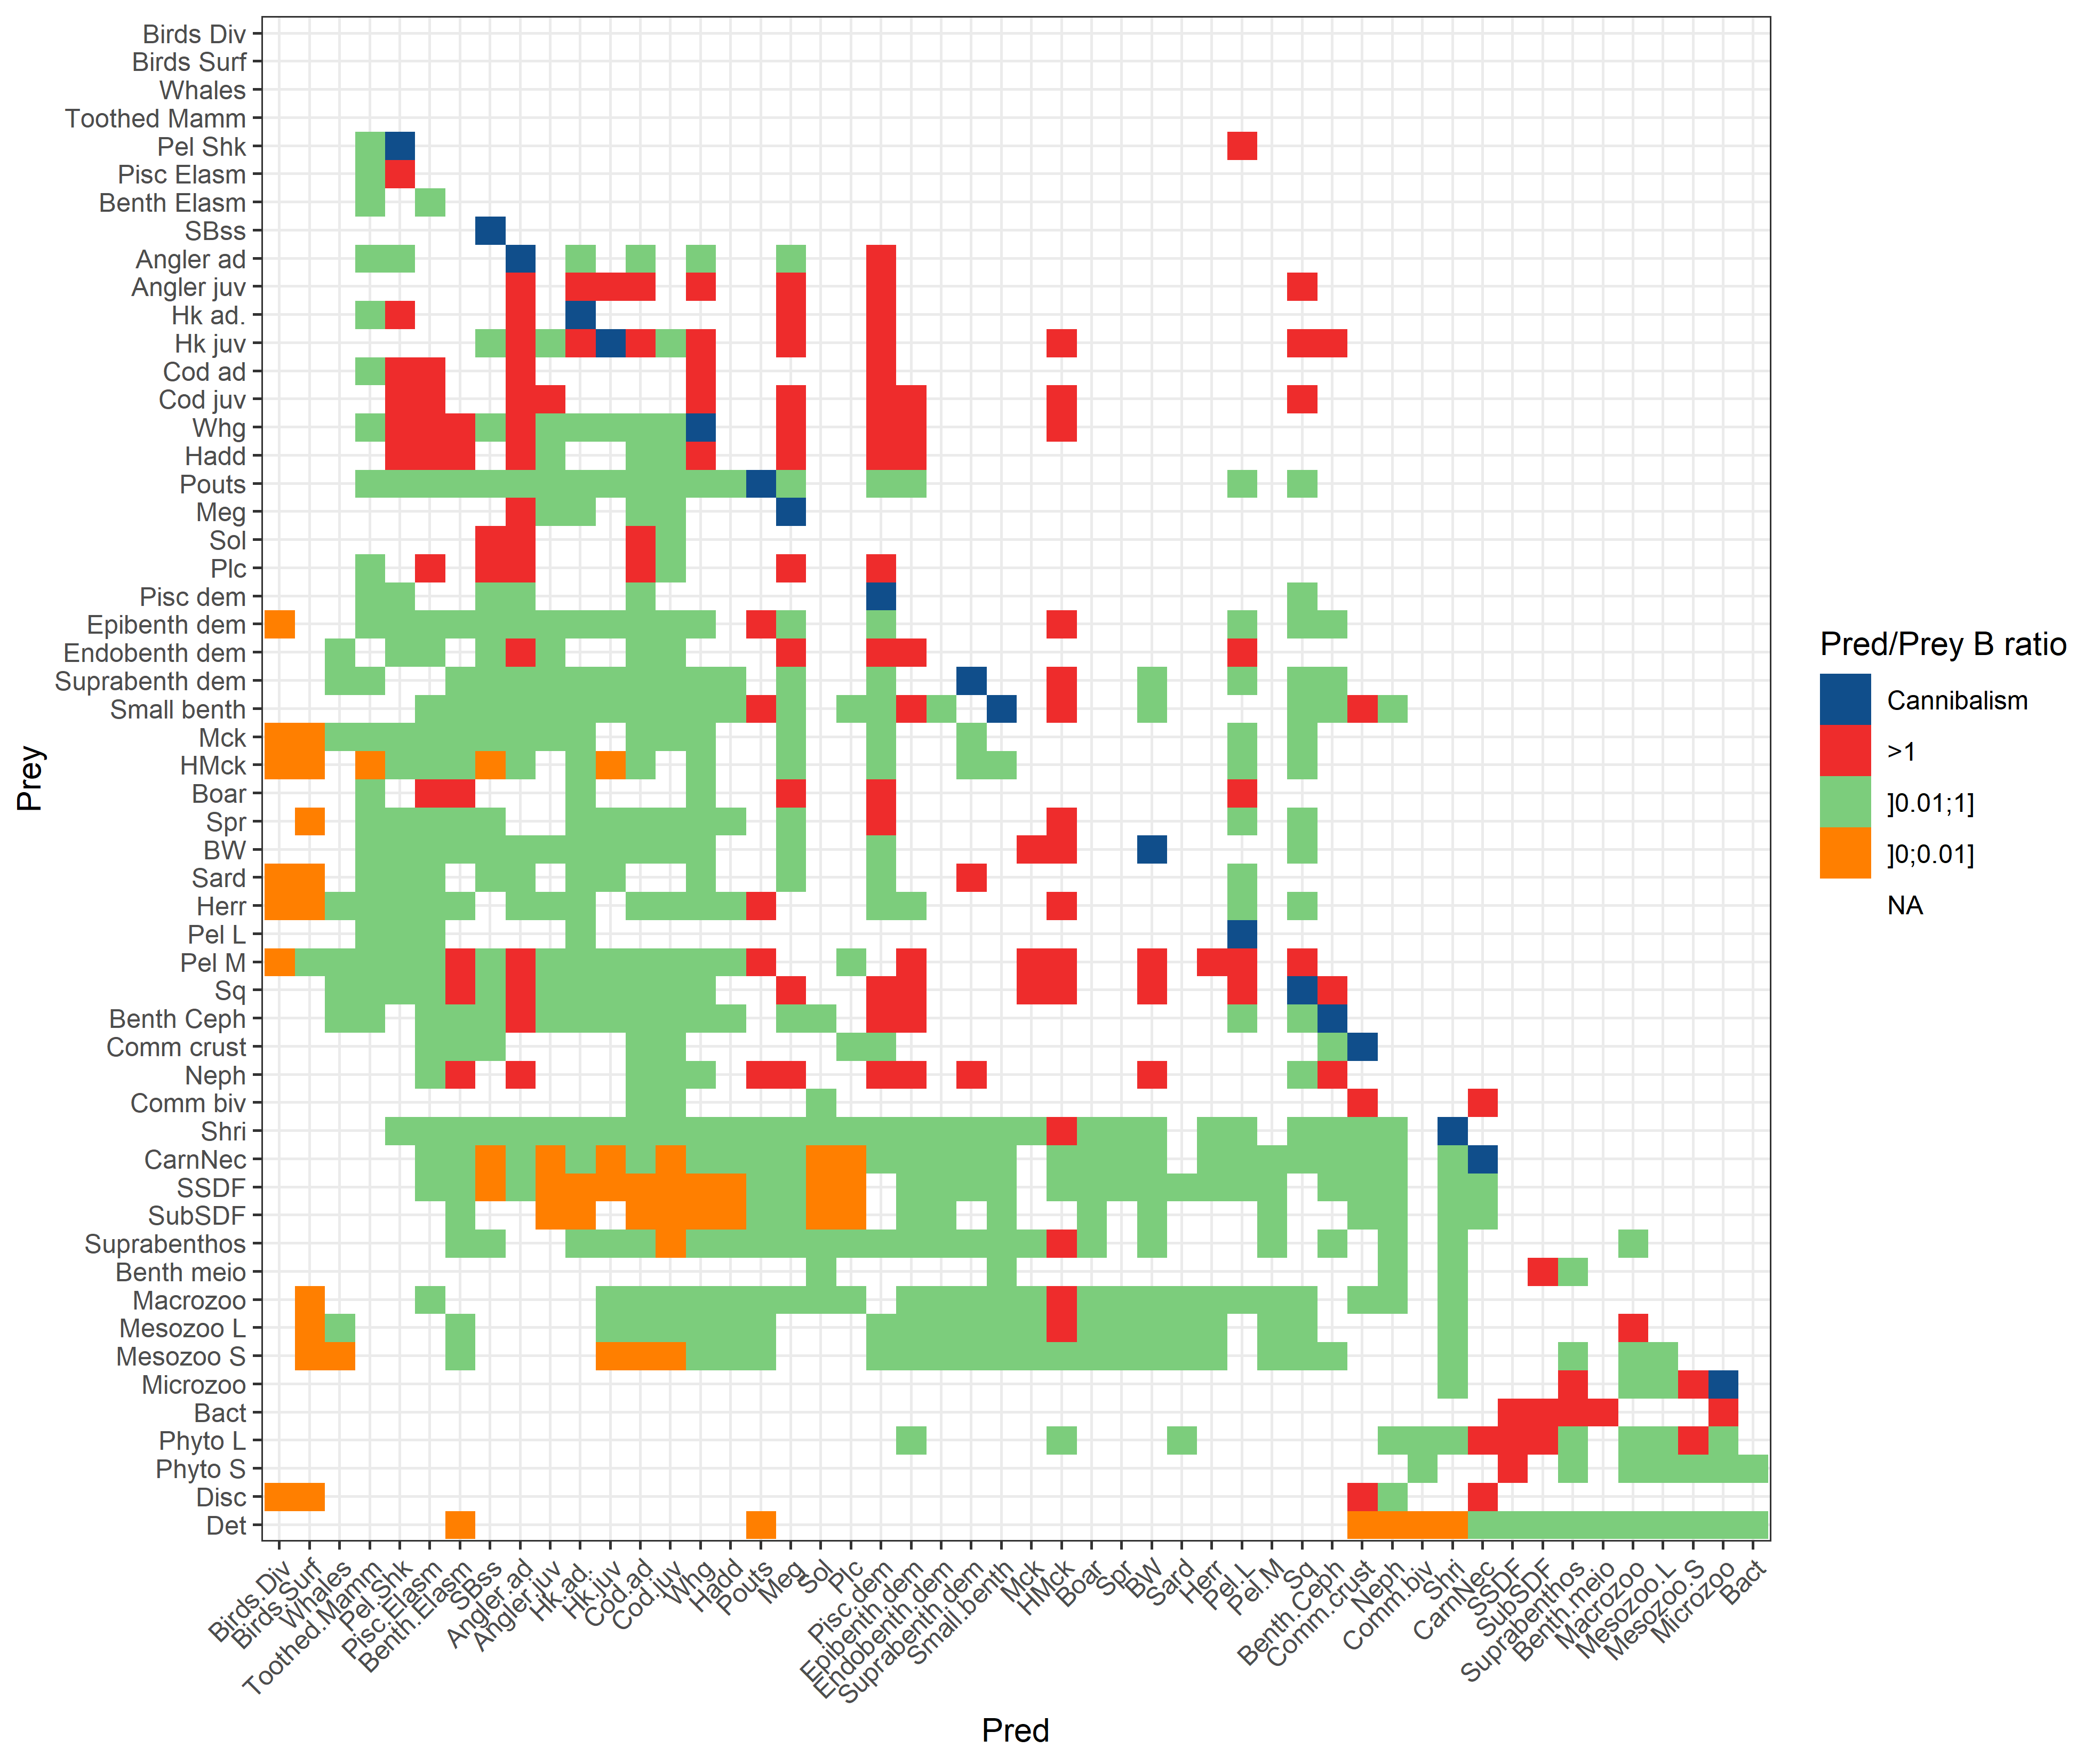 Birds Div
Birds Surf
Whales
Toothed Mamm
Pel Shk
Pisc Elasm
Benth Elasm
SBss
Angler ad
Angler juv
Hk ad.
Hk juv
Cod ad
Cod juv
Whg
Hadd
Pouts
Meg
Sol
Plc
Pisc dem
Epibenth dem
Endobenth dem
Suprabenth dem
Small benth
Mck
HMck
Boar
Spr
BW
Sard
Herr
Pel L
Pel M
Sq
Benth Ceph
Comm crust
Neph
Comm biv
Shri
CarnNec
SSDF
SubSDF
Suprabenthos
Benth meio
Macrozoo
Mesozoo L
Mesozoo S
Microzoo
Bact
Phyto L
Phyto S
Disc
Det
Prey
Birds.Div
Birds.Surf
Whales
Toothed.Mamm
Pel.Shk
Pisc.Elasm
Benth.Elasm
SBss
Angler.ad
Angler.juv
Hk.ad.
Hk.juv
Cod.ad
Cod.juv
Whg
Hadd
Pouts
Meg
Sol
Plc
Pisc.dem
Epibenth.dem
Endobenth.dem
Suprabenth.dem
Small.benth
Mck
HMck
Boar
Spr
BW
Sard
Herr
Pel.L
Pel.M
Sq
Benth.Ceph
Comm.crust
Neph
Comm.biv
Shri
CarnNec
SSDF
SubSDF
Suprabenthos
Benth.meio
Macrozoo
Mesozoo.L
Mesozoo.S
Microzoo
Bact
Pred
Pred/Prey B ratio
Cannibalism
>1
]0.01;1]
]0;0.01]
NA